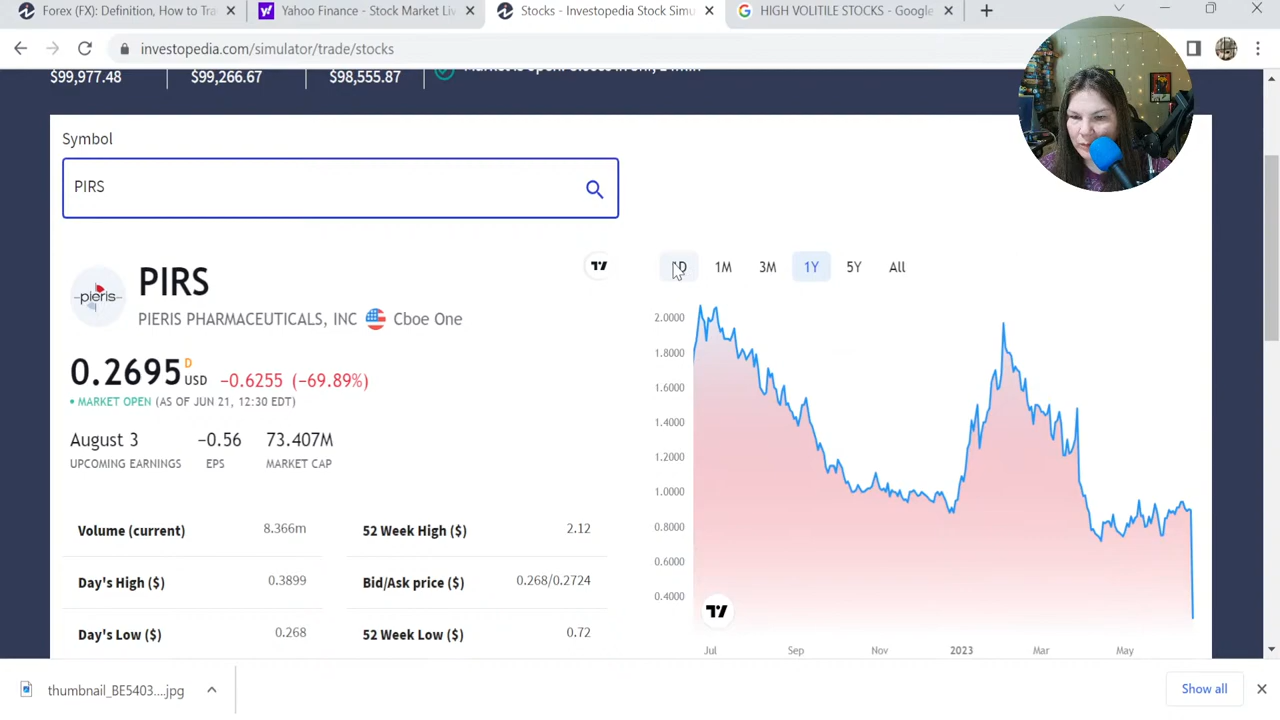 Forex (FX): Definition, How to Tra
Yahoo Finance - Stock Market Liv
Stocks - Investopedia Stock Simu
HIGH VOLITILE STOCKS - Google
investopedia.com/simulator/trade/stocks
$99,977.48
$99,266.67
$98,555.87
Symbol
PIRS
PIRS
pieris
PIERIS PHARMACEUTICALS, INC
Cboe One
0.2695 D USD −0.6255 (−69.89%)
• MARKET OPEN (AS OF JUN 21, 12:30 EDT)
August 3 −0.56 73.407M
UPCOMING EARNINGS EPS MARKET CAP
Volume (current) 8.366m 52 Week High ($) 2.12
Day's High ($) 0.3899 Bid/Ask price ($) 0.268/0.2724
Day's Low ($) 0.268 52 Week Low ($) 0.72
1M 3M 1Y 5Y All
2.0000
1.8000
1.6000
1.4000
1.2000
1.0000
0.8000
0.6000
0.4000
Jul Sep Nov 2023 Mar May
thumbnail_BE5403....jpg
Show all